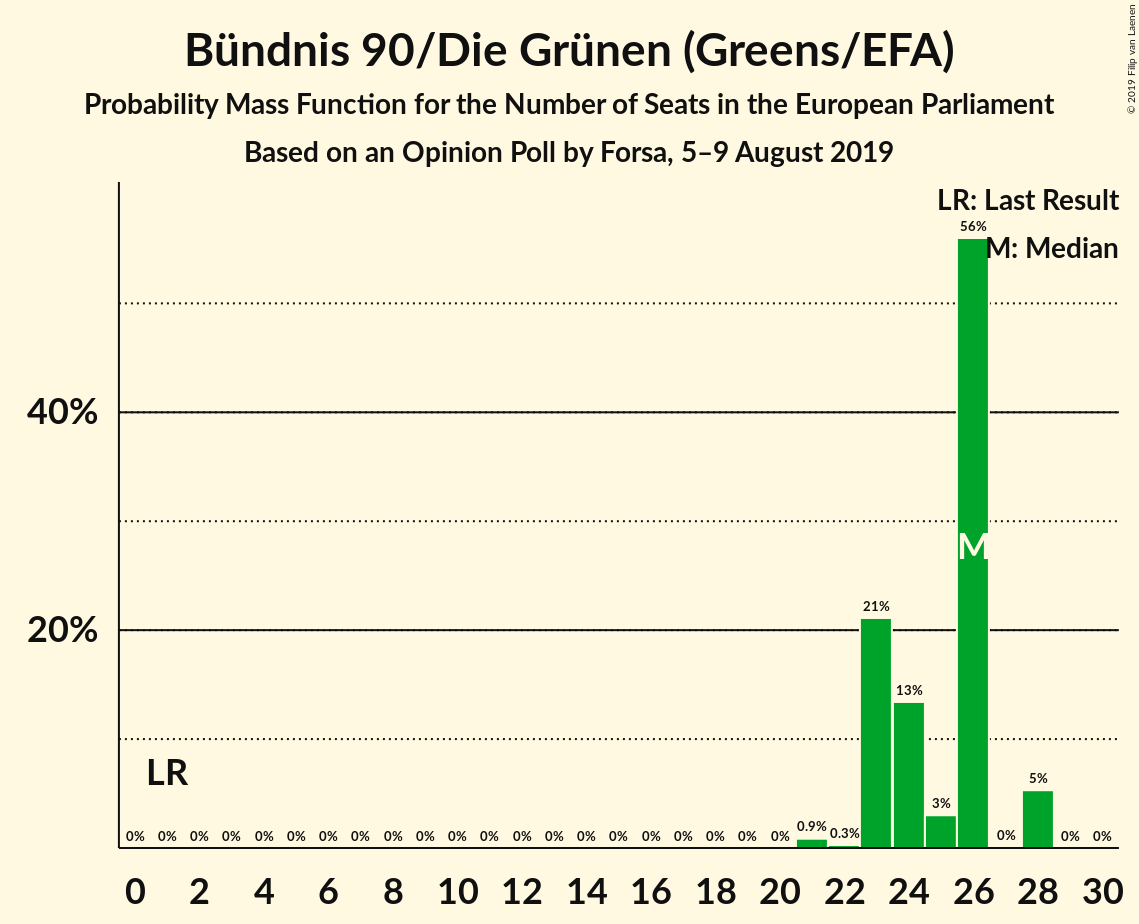 Bündnis 90/Die Grünen (Greens/EFA)
Probability Mass Function for the Number of Seats in the European Parliament
Based on an Opinion Poll by Forsa, 5–9 August 2019
© 2019 Filip van Laenen
LR: Last Result
M: Median
56%
40%
M
21%
20%
13%
LR
5%
3%
0% 0% 0% 0% 0% 0% 0% 0% 0% 0% 0% 0% 0% 0% 0% 0% 0% 0% 0% 0% 0% 0.9% 0.3% 0% 0% 0%
0 2 4 6 8 10 12 14 16 18 20 22 24 26 28 30